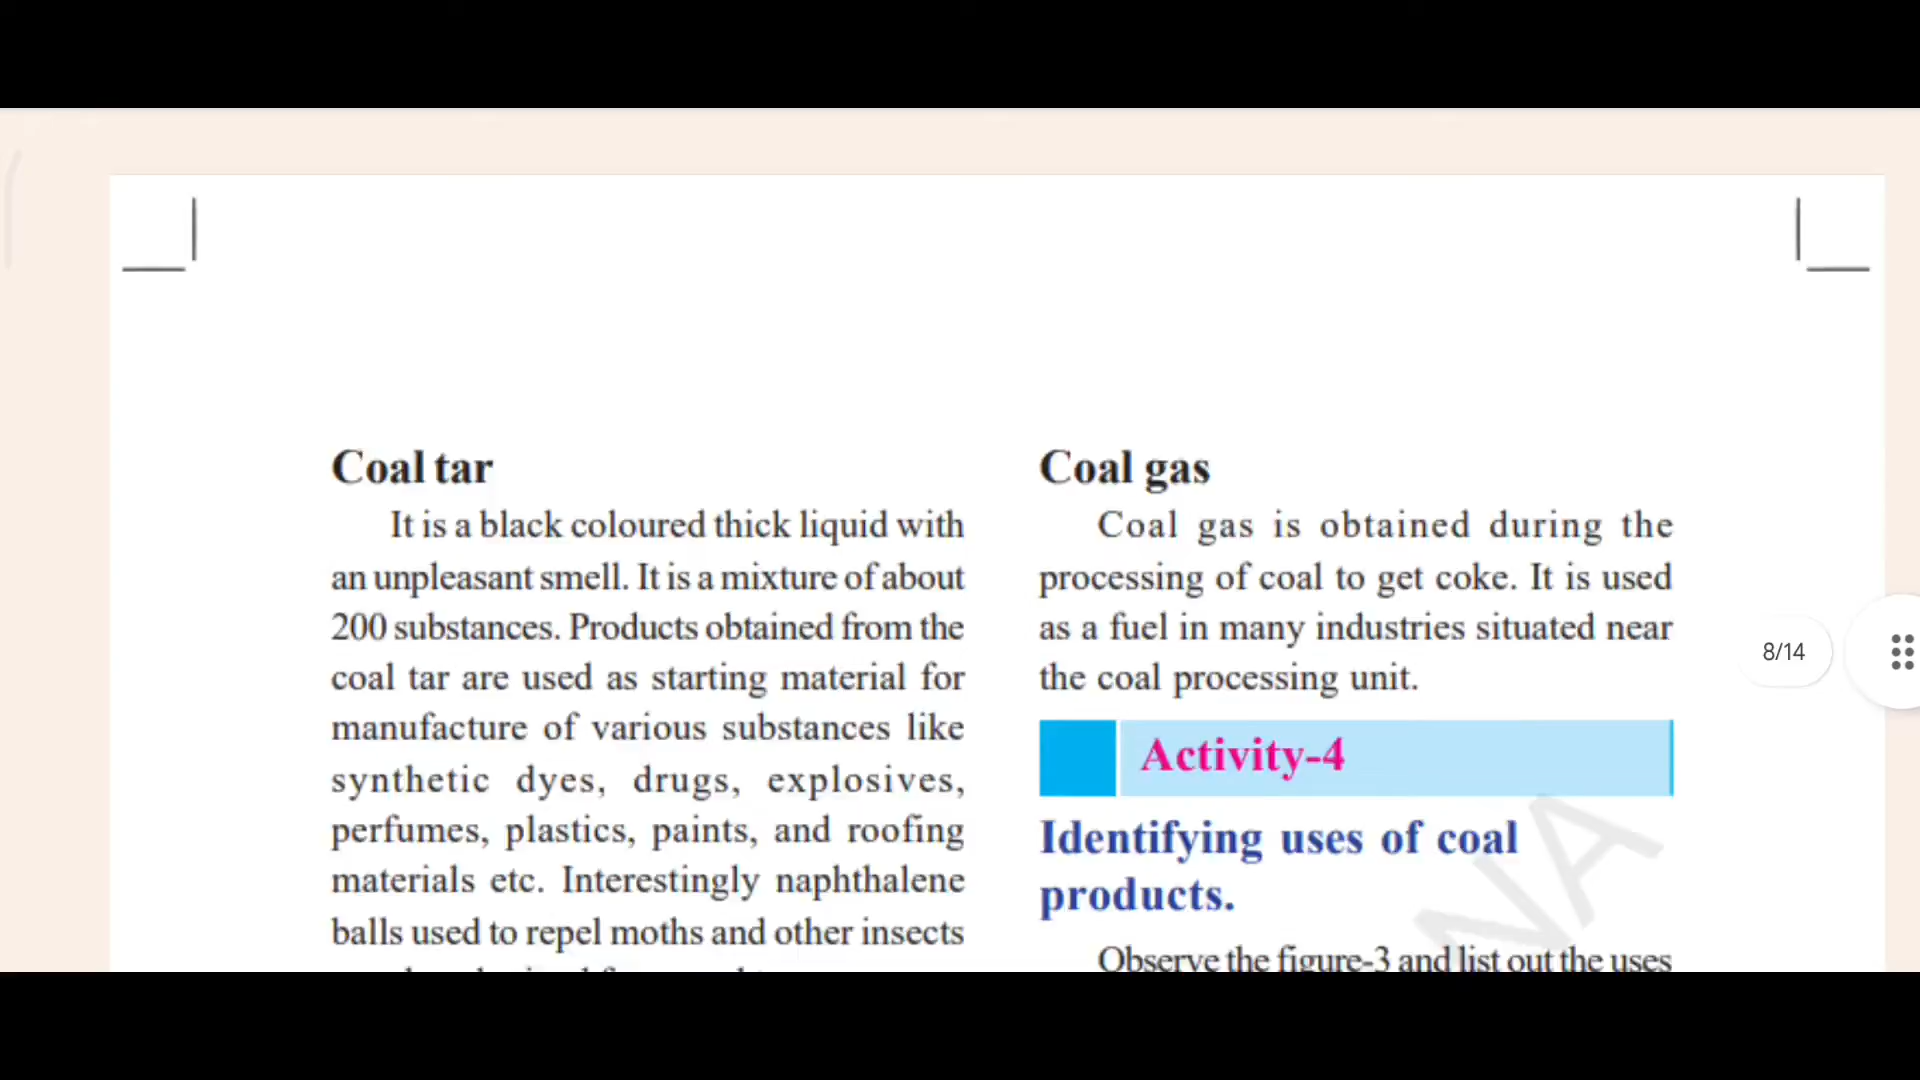 Coal tar
It is a black coloured thick liquid with
an unpleasant smell. It is a mixture of about
200 substances. Products obtained from the
coal tar are used as starting material for
manufacture of various substances like
synthetic dyes, drugs, explosives,
perfumes, plastics, paints, and roofing
materials etc. Interestingly naphthalene
balls used to repel moths and other insects
Coal gas
Coal gas is obtained during the
processing of coal to get coke. It is used
as a fuel in many industries situated near
the coal processing unit.
Activity-4
Identifying uses of coal
products.
Observe the figure-3 and list out the uses
8/14